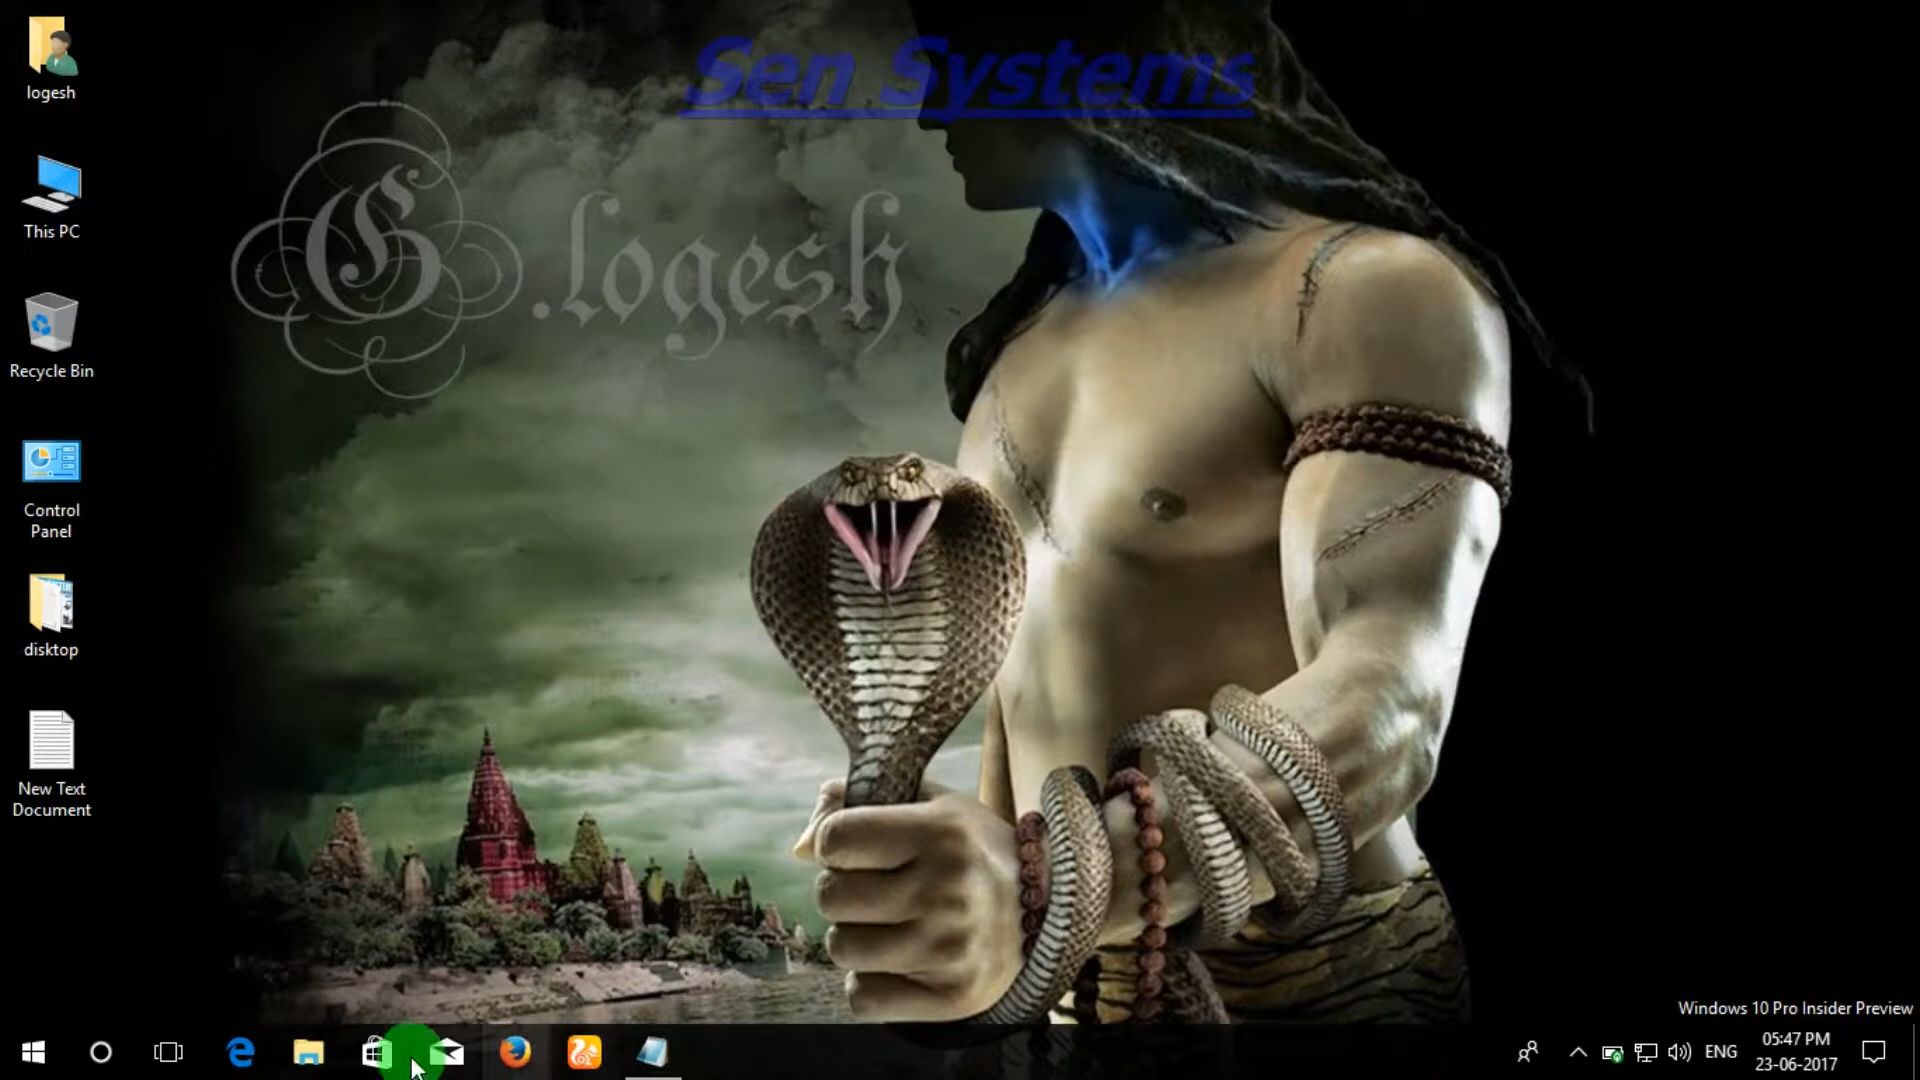 Sen Systems
G.logesh
logesh
This PC
Recycle Bin
Control
Panel
disktop
New Text
Document
Windows 10 Pro Insider Preview
ENG
05:47 PM
23-06-2017